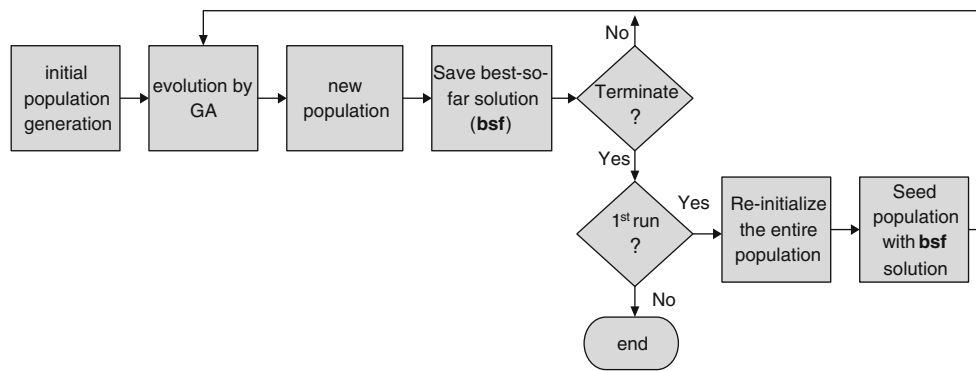 initial
population
generation
evolution by
GA
new
population
Save best-so-
far solution
(bsf)
No
Terminate
?
Yes
1st run
?
Yes
Re-initialize
the entire
population
Seed
population
with bsf
solution
No
end